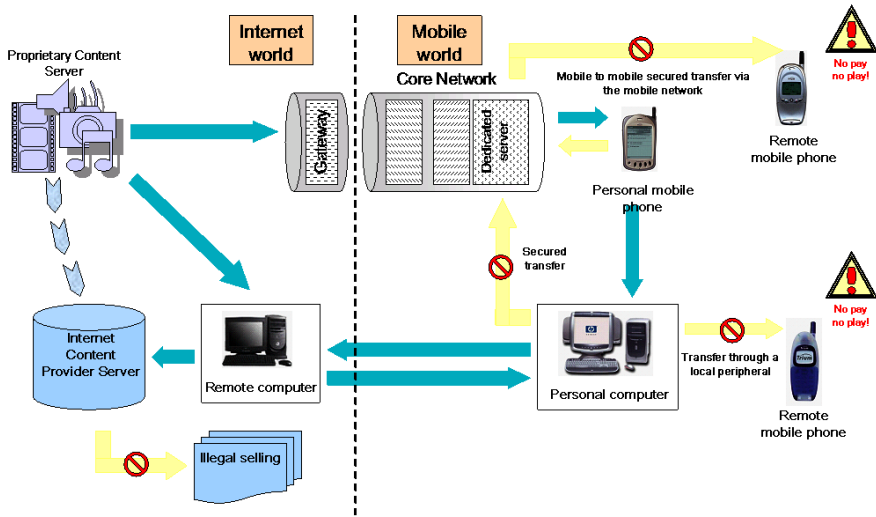 Internet
world
Mobile
world
Proprietary Content
Server
Core Network
Gateway
Dedicated
server
Mobile to mobile secured transfer via
the mobile network
No pay
no play!
Remote
mobile phone
Personal mobile
phone
Secured
transfer
Internet
Content
Provider Server
Remote computer
Personal computer
Transfer through a
local peripheral
No pay
no play!
Remote
mobile phone
Illegal selling